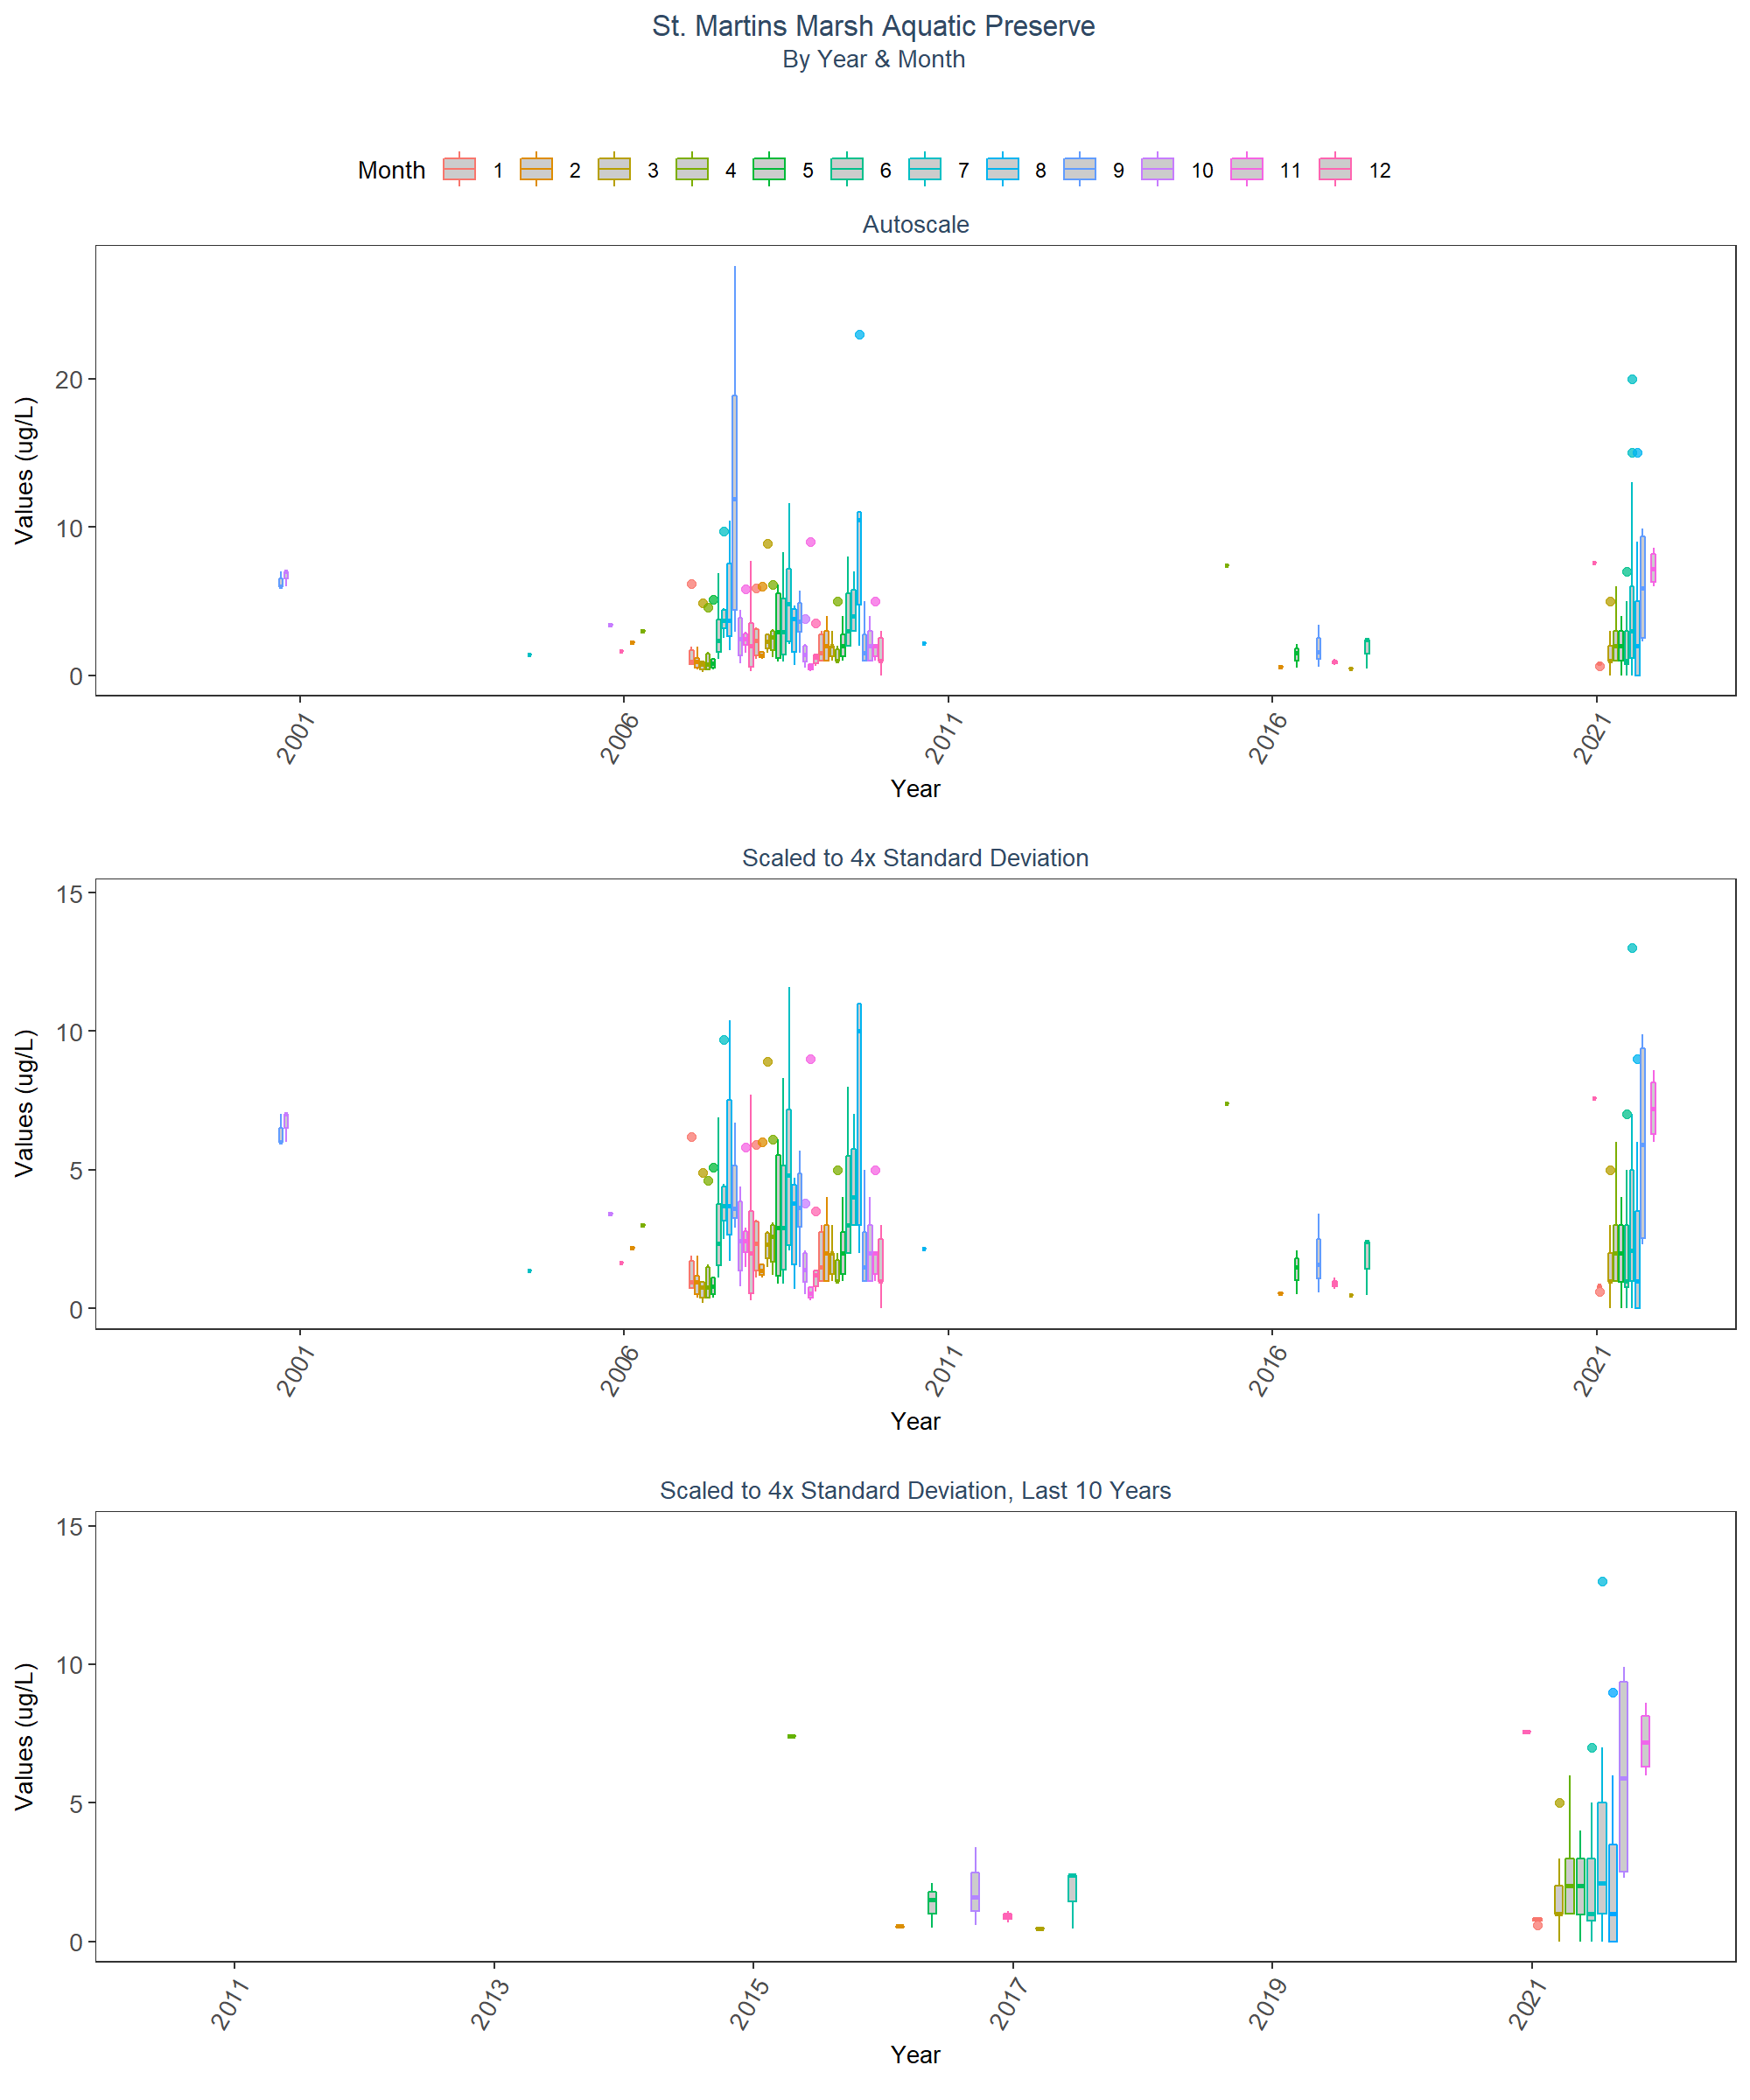 St. Martins Marsh Aquatic Preserve
By Year & Month
Month 1 2 3 4 5 6 7 8 9 10 11 12
Autoscale
Values (ug/L)
20
10
0
2001 2006 2011 2016 2021
Year
Scaled to 4x Standard Deviation
Values (ug/L)
15
10
5
0
2001 2006 2011 2016 2021
Year
Scaled to 4x Standard Deviation, Last 10 Years
Values (ug/L)
15
10
5
0
2011 2013 2015 2017 2019 2021
Year